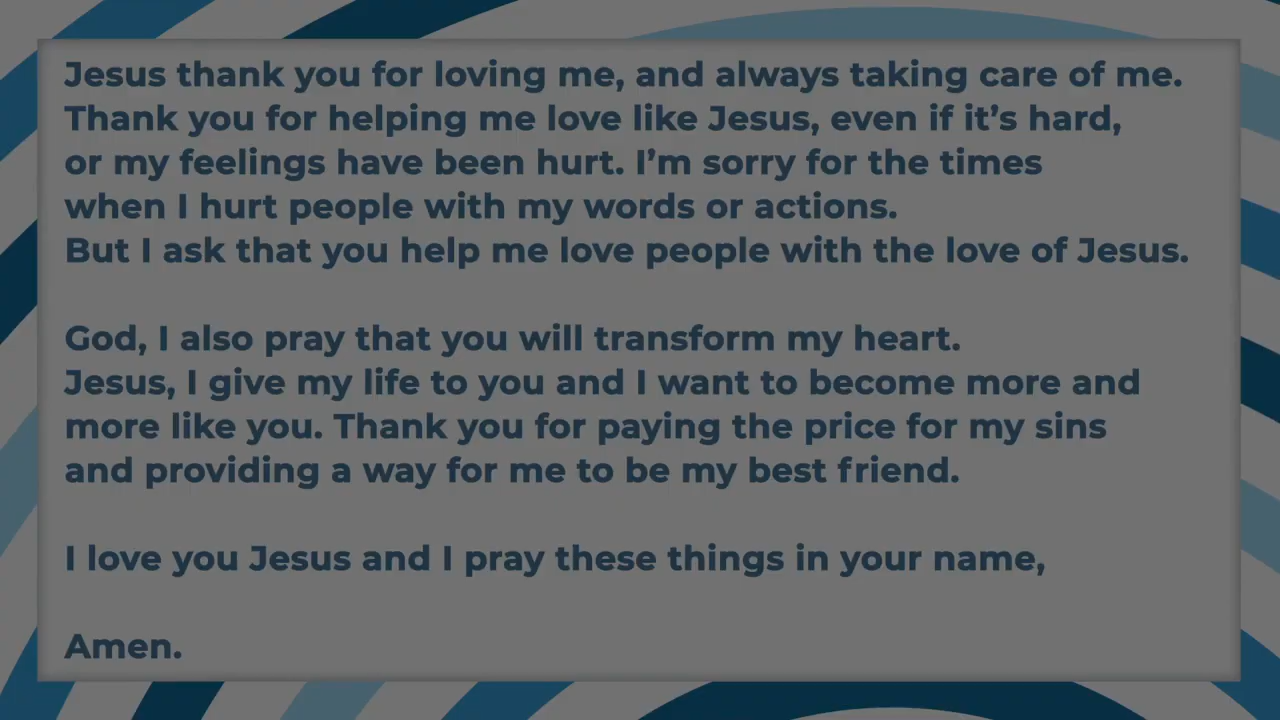 Jesus thank you for loving me, and always taking care of me.
Thank you for helping me love like Jesus, even if it’s hard,
or my feelings have been hurt. I’m sorry for the times
when I hurt people with my words or actions.
But I ask that you help me love people with the love of Jesus.
God, I also pray that you will transform my heart.
Jesus, I give my life to you and I want to become more and
more like you. Thank you for paying the price for my sins
and providing a way for me to be my best friend.
I love you Jesus and I pray these things in your name,
Amen.